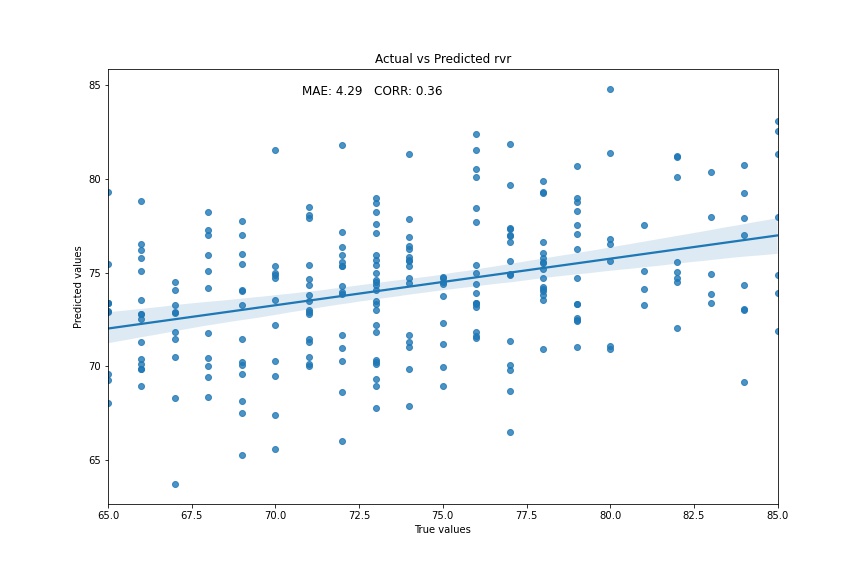 Actual vs Predicted rvr
MAE: 4.29   CORR: 0.36
Predicted values
85
80
75
70
65
65.0 67.5 70.0 72.5 75.0 77.5 80.0 82.5 85.0
True values